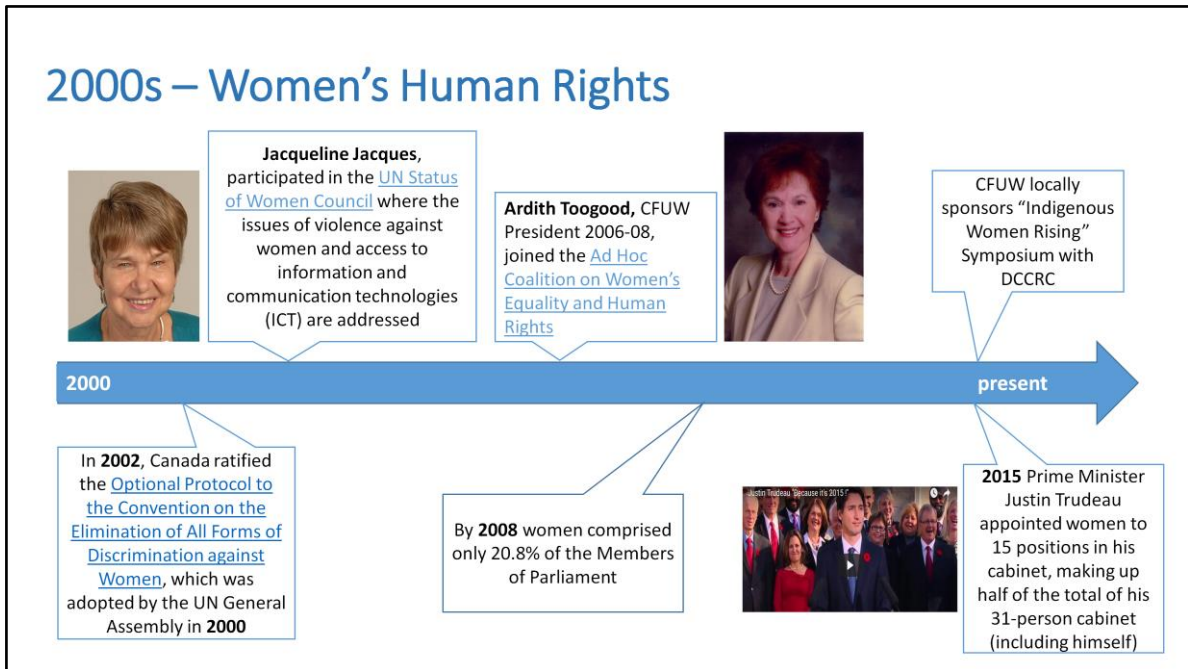 2000s – Women's Human Rights
Jacqueline Jacques,
participated in the UN Status
of Women Council where the
issues of violence against
women and access to
information and
communication technologies
(ICT) are addressed
Ardith Toogood, CFUW
President 2006-08,
joined the Ad Hoc
Coalition on Women's
Equality and Human
Rights
CFUW locally
sponsors "Indigenous
Women Rising"
Symposium with
DCCRC
2000
present
In 2002, Canada ratified
the Optional Protocol to
the Convention on the
Elimination of All Forms of
Discrimination against
Women, which was
adopted by the UN General
Assembly in 2000
By 2008 women comprised
only 20.8% of the Members
of Parliament
Justin Trudeau "Because it's 2015
2015 Prime Minister
Justin Trudeau
appointed women to
15 positions in his
cabinet, making up
half of the total of his
31-person cabinet
(including himself)